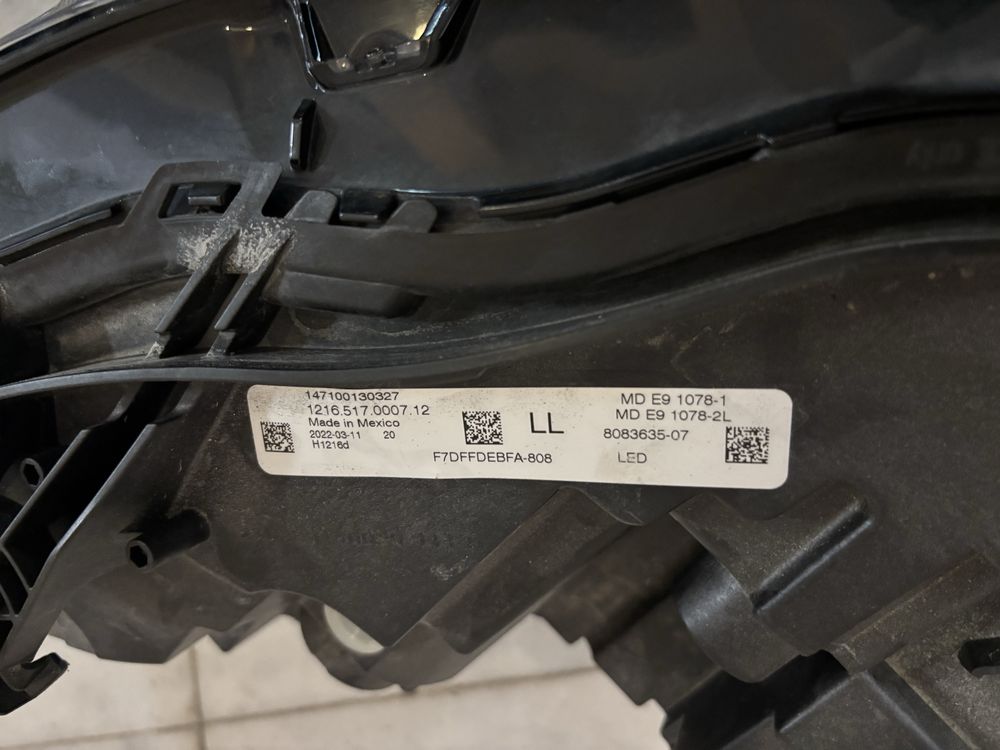 147100130327
1216.517.0007.12
Made in Mexico
2022-03-11 20
H1216d
LL
F7DFFDEBFA-808
MD E9 1078-1
MD E9 1078-2L
8083635-07
LED